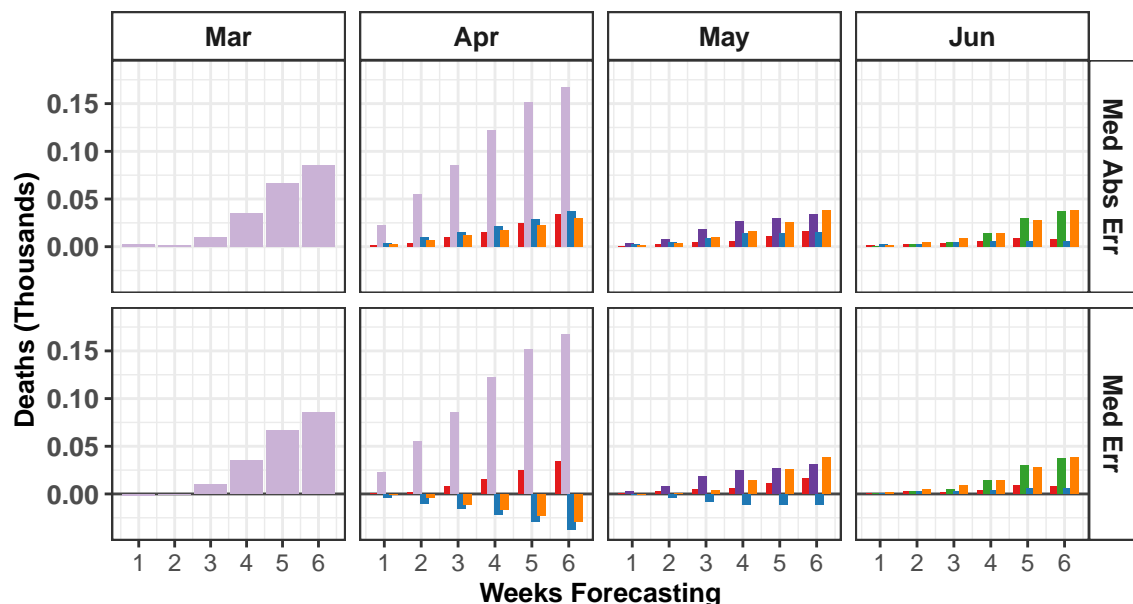 Mar Apr May Jun
0.15
0.10
0.05
0.00
Med Abs Err
Deaths (Thousands)
0.15
0.10
0.05
0.00
Med Err
1 2 3 4 5 6 1 2 3 4 5 6 1 2 3 4 5 6 1 2 3 4 5 6
Weeks Forecasting